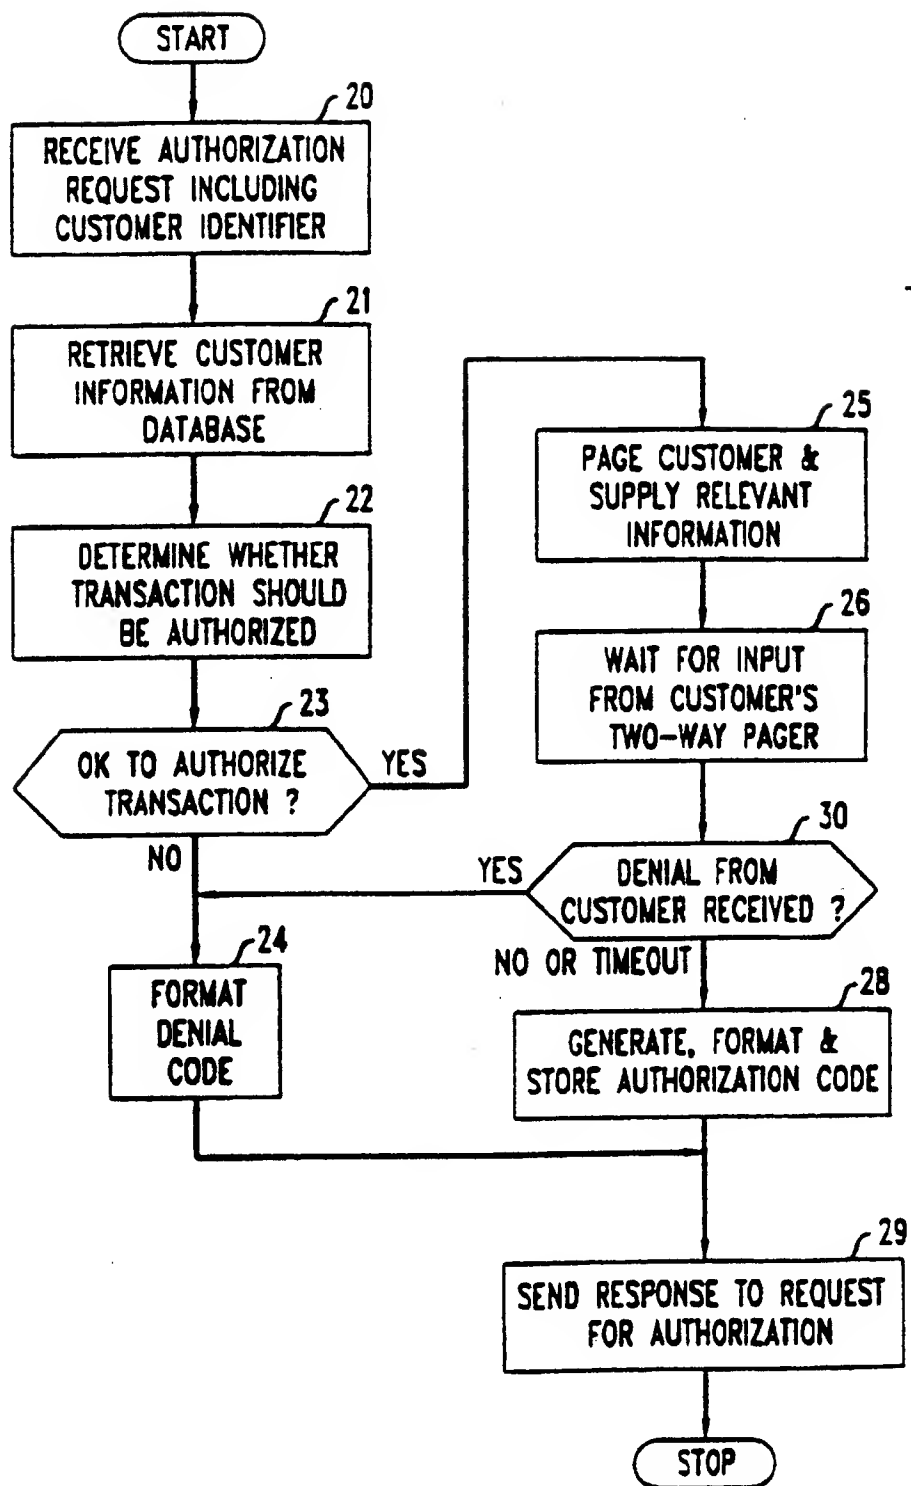 START
20
RECEIVE AUTHORIZATION
REQUEST INCLUDING
CUSTOMER IDENTIFIER
21
RETRIEVE CUSTOMER
INFORMATION FROM
DATABASE
22
DETERMINE WHETHER
TRANSACTION SHOULD
BE AUTHORIZED
23
OK TO AUTHORIZE
TRANSACTION ?
YES
NO
24
FORMAT
DENIAL
CODE
25
PAGE CUSTOMER &
SUPPLY RELEVANT
INFORMATION
26
WAIT FOR INPUT
FROM CUSTOMER'S
TWO-WAY PAGER
30
DENIAL FROM
CUSTOMER RECEIVED ?
YES
NO OR TIMEOUT
28
GENERATE, FORMAT &
STORE AUTHORIZATION CODE
29
SEND RESPONSE TO REQUEST
FOR AUTHORIZATION
STOP